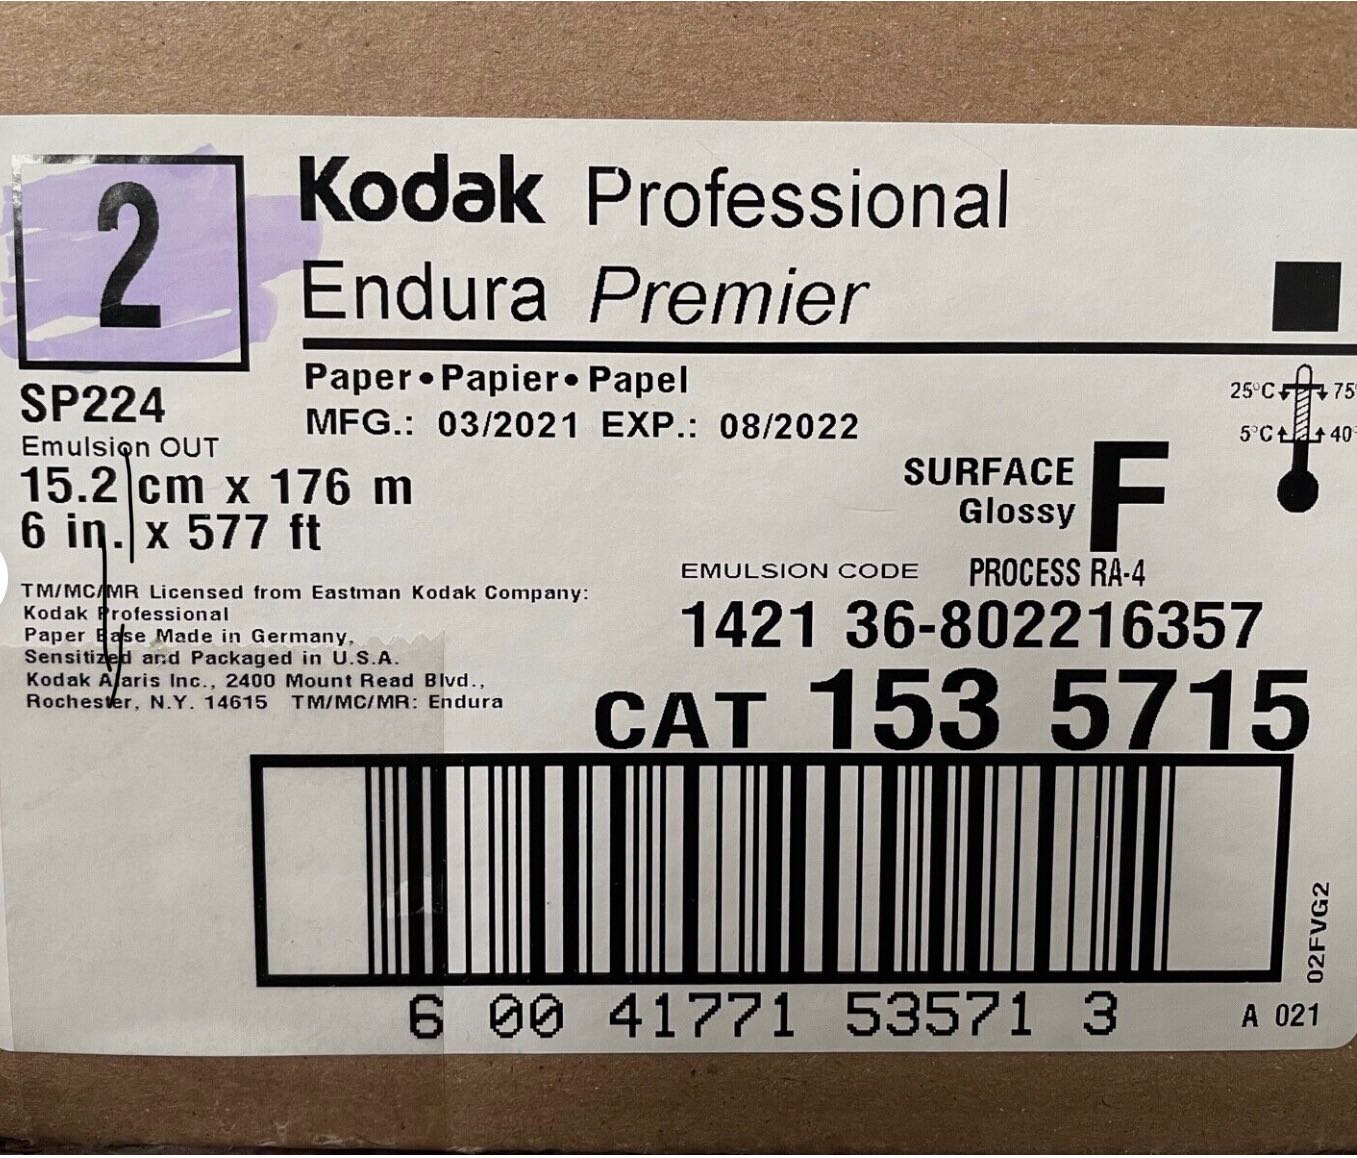 2
Kodak Professional
Endura Premier
Paper • Papier • Papel
MFG.: 03/2021 EXP.: 08/2022
SP224
Emulsion OUT
15.2 cm x 176 m
6 in. x 577 ft
25°C 75°
5°C 40°
SURFACE F
Glossy
EMULSION CODE PROCESS RA-4
1421 36-802216357
CAT 153 5715
TM/MC/MR Licensed from Eastman Kodak Company:
Kodak Professional
Paper Base Made in Germany,
Sensitized and Packaged in U.S.A.
Kodak Alaris Inc., 2400 Mount Read Blvd.,
Rochester, N.Y. 14615 TM/MC/MR: Endura
6 00 41771 53571 3
02FVG2
A 021